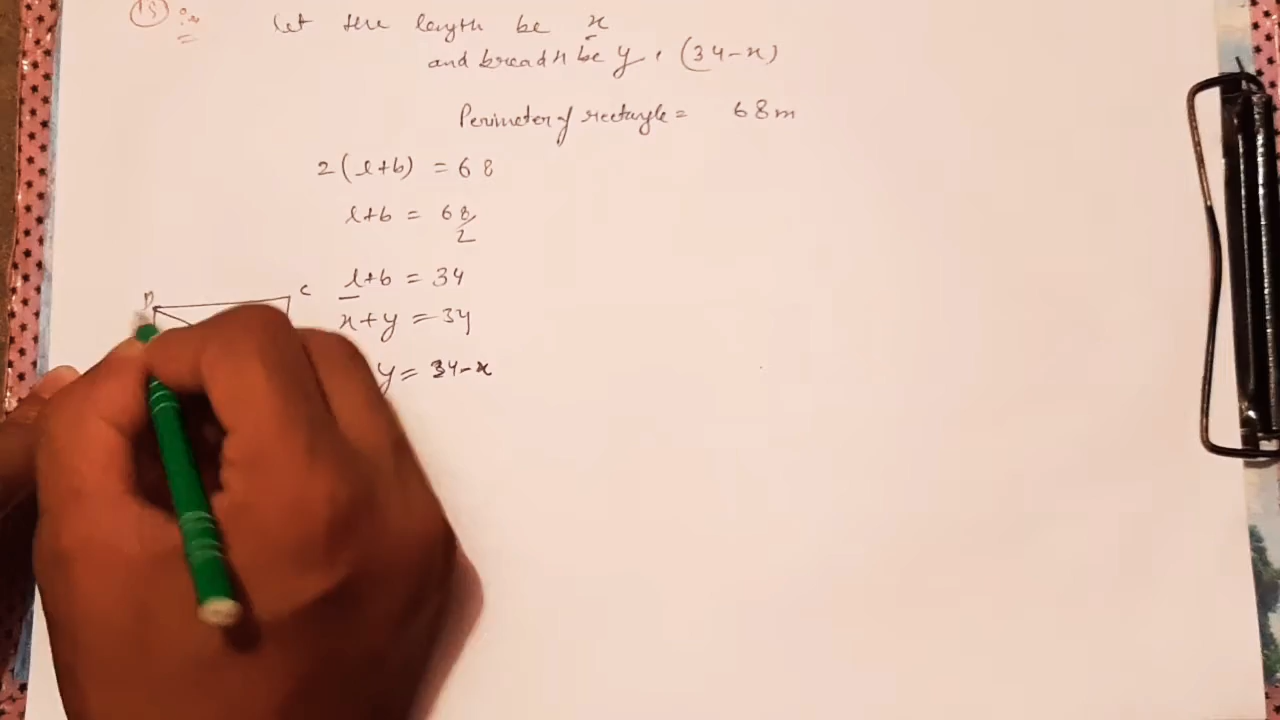 15 :-
Let the length be x
and breadth be y, (34-x)
Perimeter of rectangle = 68m
2(l+b) = 68
l+b = 68/2
l+b = 34
x+y = 34
y = 34-x
D C